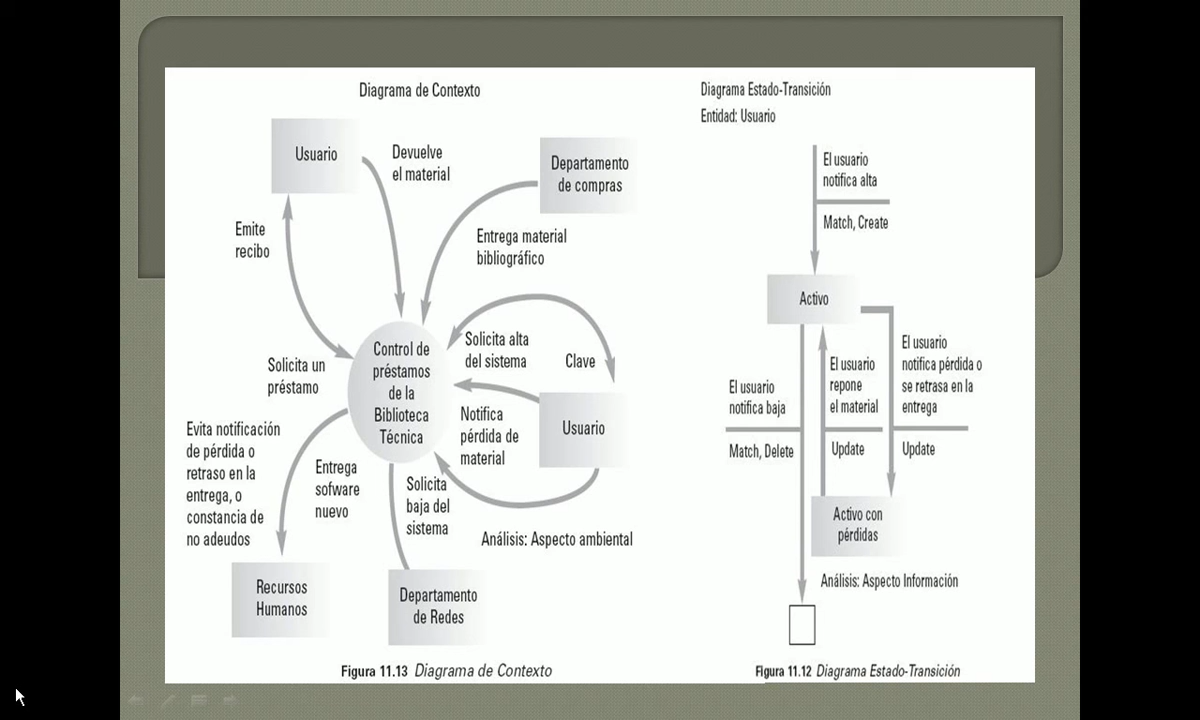 Diagrama de Contexto
Usuario
Devuelve
el material
Departamento
de compras
Emite
recibo
Entrega material
bibliográfico
Solicita un
préstamo
Control de
préstamos
de la
Biblioteca
Técnica
Solicita alta
del sistema
Clave
Notifica
pérdida de
material
Usuario
Evita notificación
de pérdida o
retraso en la
entrega, o
constancia de
no adeudos
Entrega
sofware
nuevo
Solicita
baja del
sistema
Análisis: Aspecto ambiental
Recursos
Humanos
Departamento
de Redes
Figura 11.13 Diagrama de Contexto
Diagrama Estado-Transición
Entidad: Usuario
El usuario
notifica alta
Match, Create
Activo
El usuario
notifica baja
Match, Delete
El usuario
repone
el material
Update
El usuario
notifica pérdida o
se retrasa en la
entrega
Update
Activo con
pérdidas
Análisis: Aspecto Información
Figura 11.12 Diagrama Estado-Transición